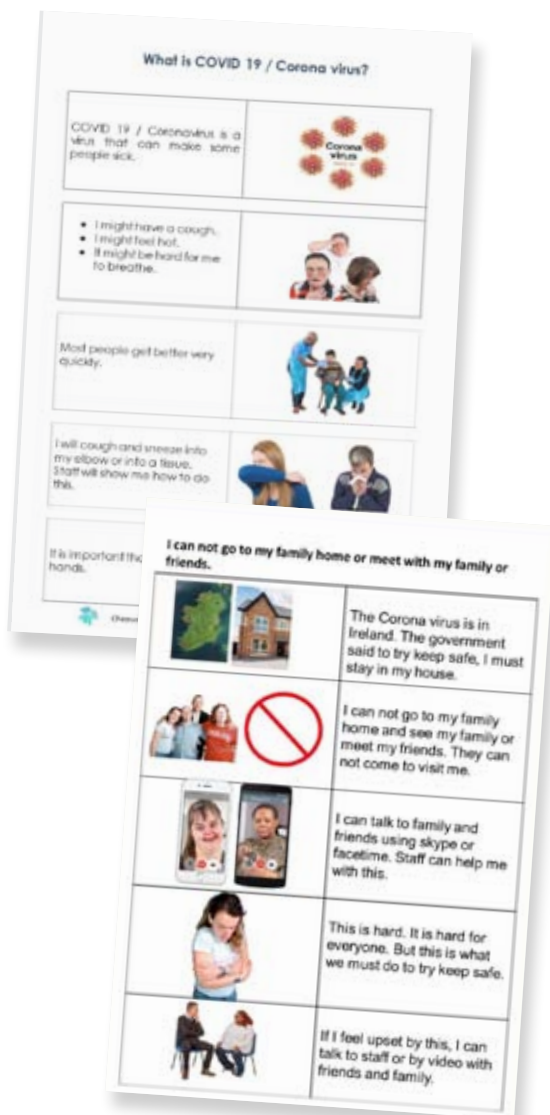 What is COVID 19 / Corona virus?
COVID 19 / Coronavirus is a
virus that can make some
people sick.
Corona
virus
• I might have a cough.
• I might feel hot.
• It might be hard for me
to breathe.
Most people get better very
quickly.
I will cough and sneeze into
my elbow or into a tissue.
Staff will show me how to do
this.
It is important
hands.
I can not go to my family home or meet with my family or
friends.
The Corona virus is in
Ireland. The government
said to try keep safe, I must
stay in my house.
I can not go to my family
home and see my family or
meet my friends. They can
not come to visit me.
I can talk to family and
friends using skype or
facetime. Staff can help me
with this.
This is hard. It is hard for
everyone. But this is what
we must do to try keep safe.
If I feel upset by this, I can
talk to staff or by video with
friends and family.